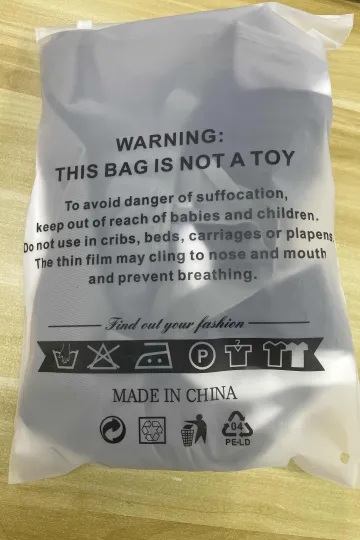 WARNING:
THIS BAG IS NOT A TOY
To avoid danger of suffocation,
keep out of reach of babies and children.
Do not use in cribs, beds, carriages or plapens
The thin film may cling to nose and mouth
and prevent breathing.
Find out your fashion
P
MADE IN CHINA
04
PE-LD